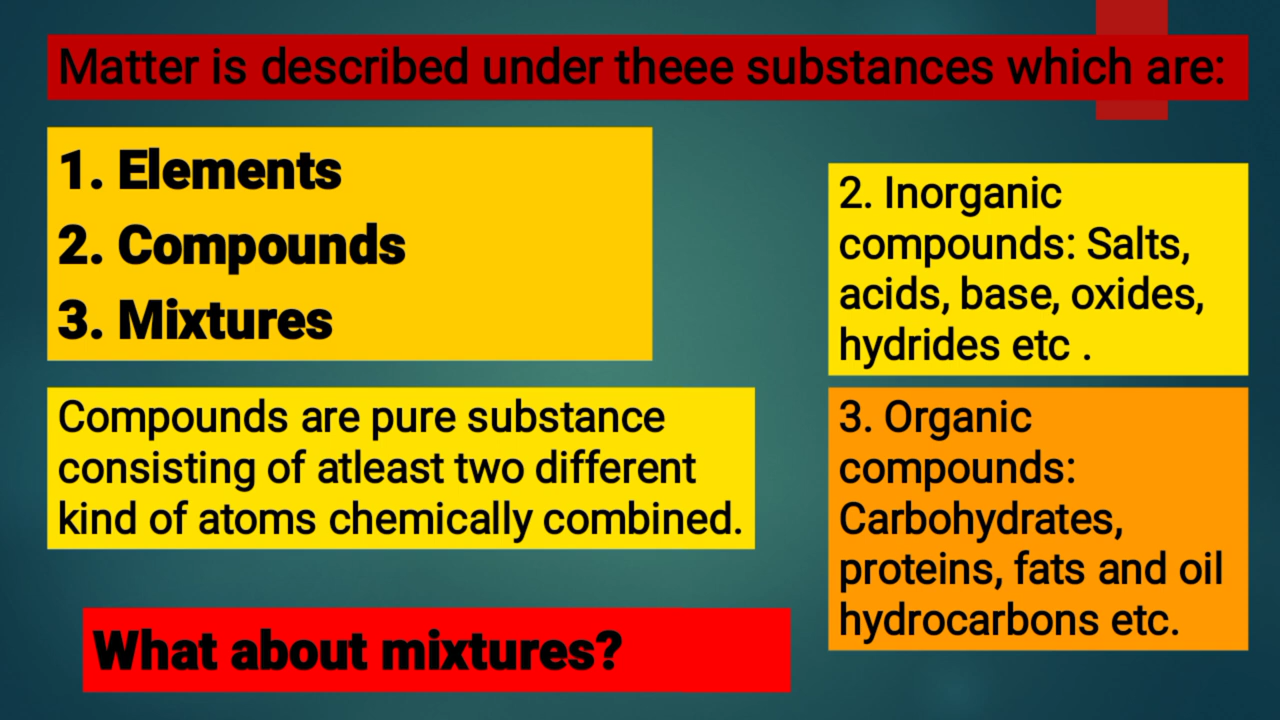 Matter is described under theee substances which are:
1. Elements
2. Compounds
3. Mixtures
Compounds are pure substance
consisting of atleast two different
kind of atoms chemically combined.
What about mixtures?
2. Inorganic
compounds: Salts,
acids, base, oxides,
hydrides etc .
3. Organic
compounds:
Carbohydrates,
proteins, fats and oil
hydrocarbons etc.